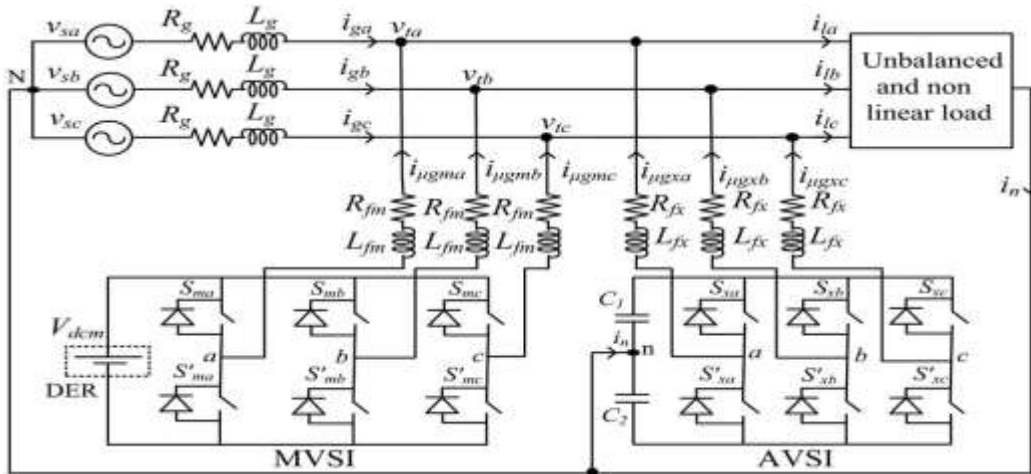 v_sa R_g L_g i_ga v_ta i_la
N v_sb R_g L_g i_gb v_tb i_lb
v_sc R_g L_g i_gc v_tc i_lc
Unbalanced
and non
linear load
i_μgma i_μgmb i_μgmc i_μgxa i_μgxb i_μgxc
i_n
R_fm R_fm R_fm R_fx R_fx R_fx
L_fm L_fm L_fm L_fx L_fx L_fx
S_ma S_mb S_mc C_1 S_xa S_xb S_xc
V_dcm
DER
a b c i_n n a b c
S'_ma S'_mb S'_mc C_2 S'_xa S'_xb S'_xc
MVSI AVSI